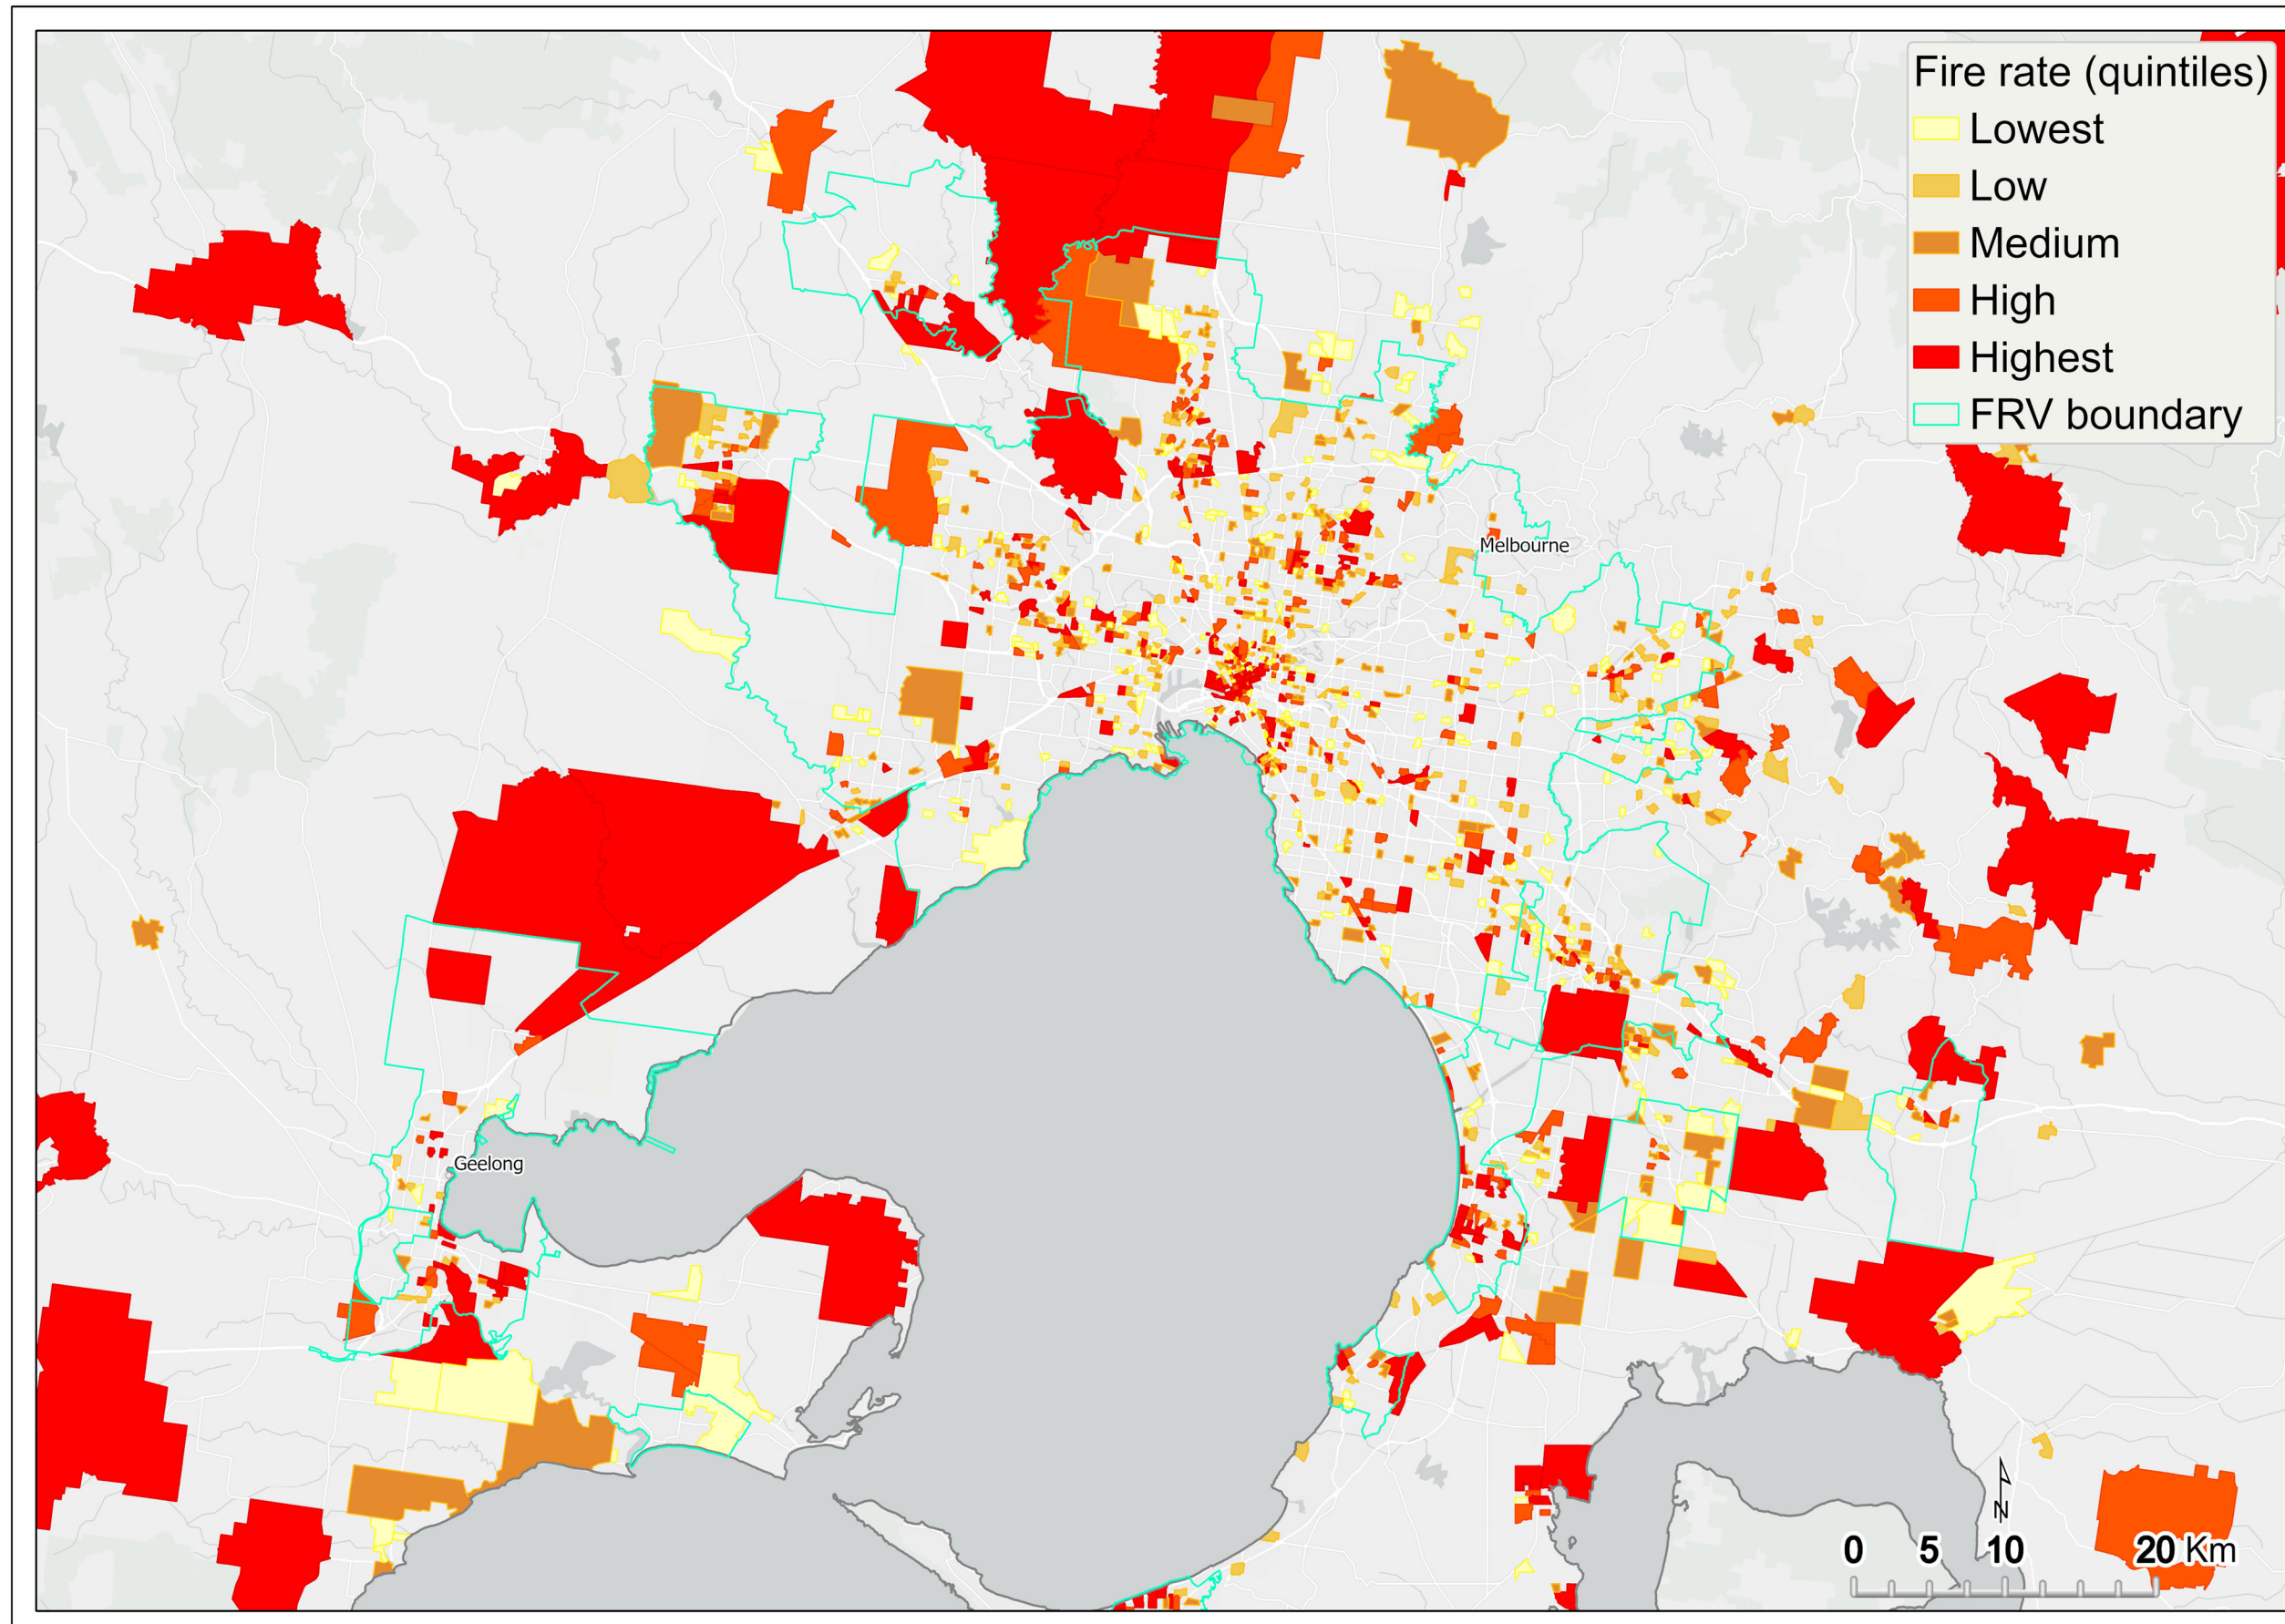 Fire rate (quintiles)
Lowest
Low
Medium
High
Highest
FRV boundary
Melbourne
Geelong
N
0 5 10 20 Km